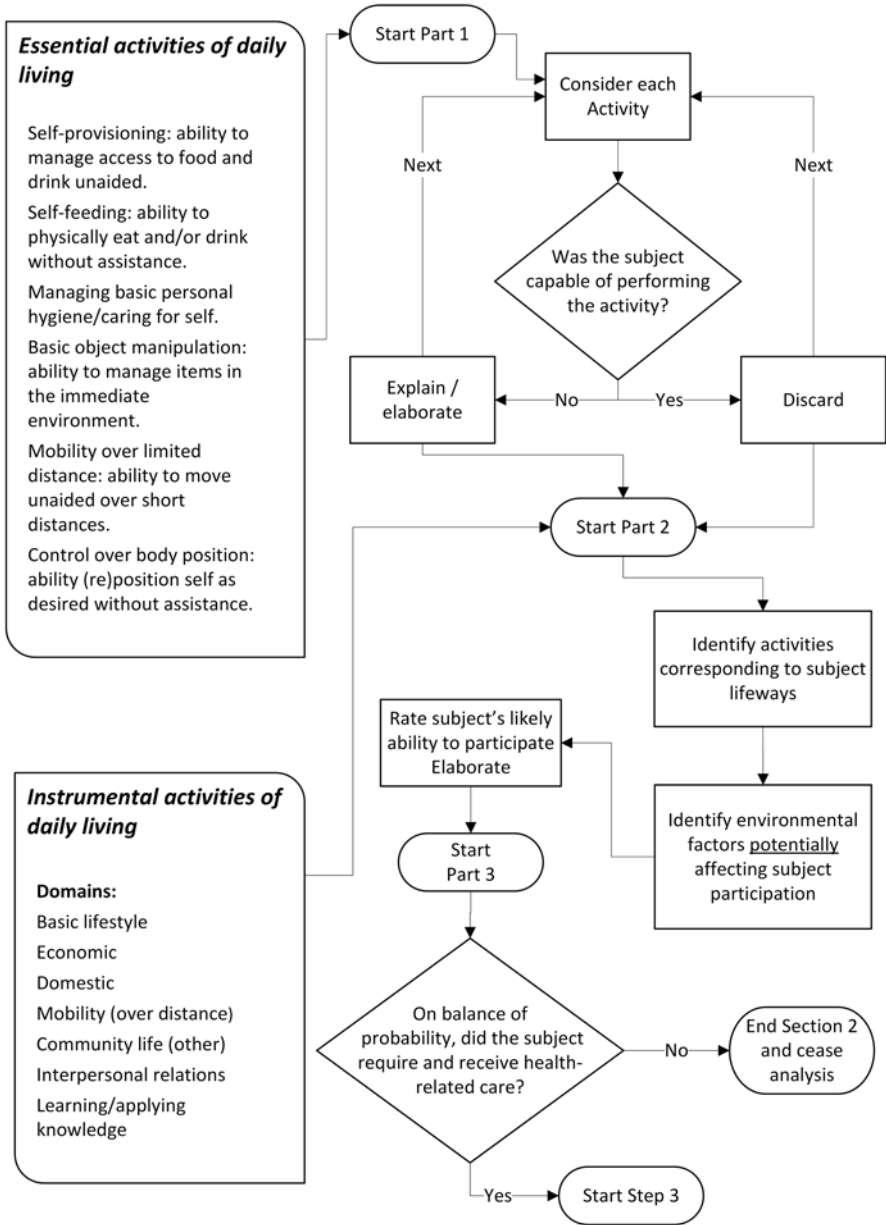 Essential activities of daily
living
Self-provisioning: ability to
manage access to food and
drink unaided.
Self-feeding: ability to
physically eat and/or drink
without assistance.
Managing basic personal
hygiene/caring for self.
Basic object manipulation:
ability to manage items in
the immediate
environment.
Mobility over limited
distance: ability to move
unaided over short
distances.
Control over body position:
ability (re)position self as
desired without assistance.
Start Part 1
Consider each
Activity
Next
Next
Was the subject
capable of performing
the activity?
Explain /
elaborate
No
Yes
Discard
Start Part 2
Identify activities
corresponding to subject
lifeways
Rate subject's likely
ability to participate
Elaborate
Identify environmental
factors potentially
affecting subject
participation
Instrumental activities of
daily living
Domains:
Basic lifestyle
Economic
Domestic
Mobility (over distance)
Community life (other)
Interpersonal relations
Learning/applying
knowledge
Start
Part 3
On balance of
probability, did the subject
require and receive health-
related care?
No
End Section 2
and cease
analysis
Yes
Start Step 3